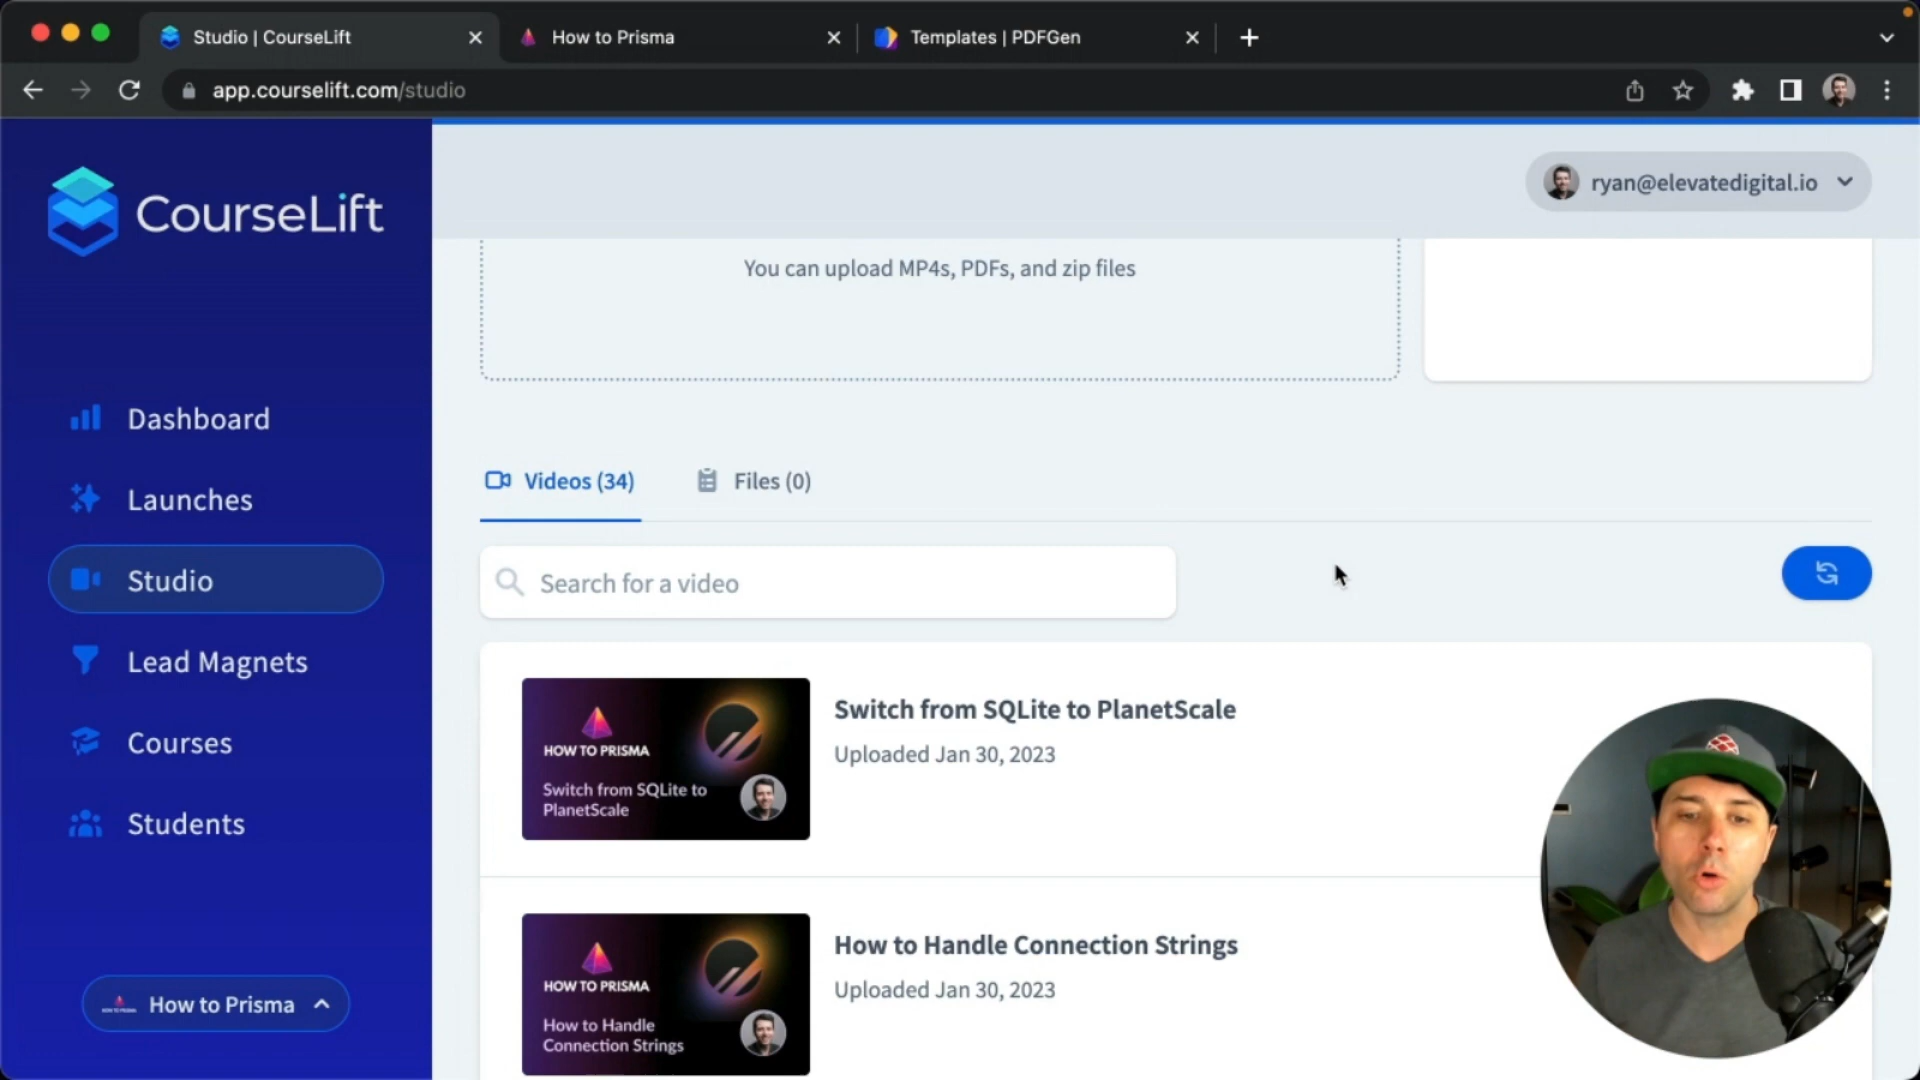 Studio | CourseLift
How to Prisma
Templates | PDFGen
app.courselift.com/studio
CourseLift
ryan@elevatedigital.io
You can upload MP4s, PDFs, and zip files
Dashboard
Launches
Studio
Lead Magnets
Courses
Students
How to Prisma
Videos (34)
Files (0)
Search for a video
HOW TO PRISMA
Switch from SQLite to
PlanetScale
Switch from SQLite to PlanetScale
Uploaded Jan 30, 2023
HOW TO PRISMA
How to Handle
Connection Strings
How to Handle Connection Strings
Uploaded Jan 30, 2023